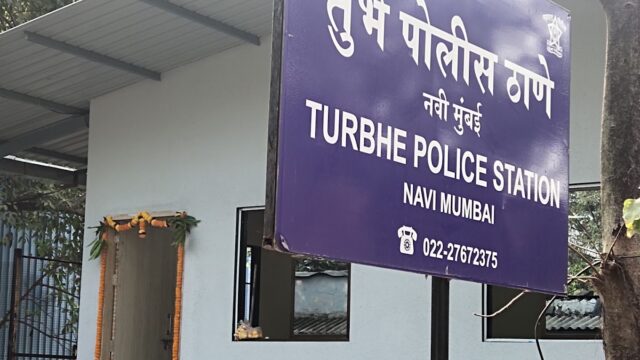 तुर्भे पोलीस ठाणे
नवी मुंबई
TURBHE POLICE STATION
NAVI MUMBAI
022-27672375